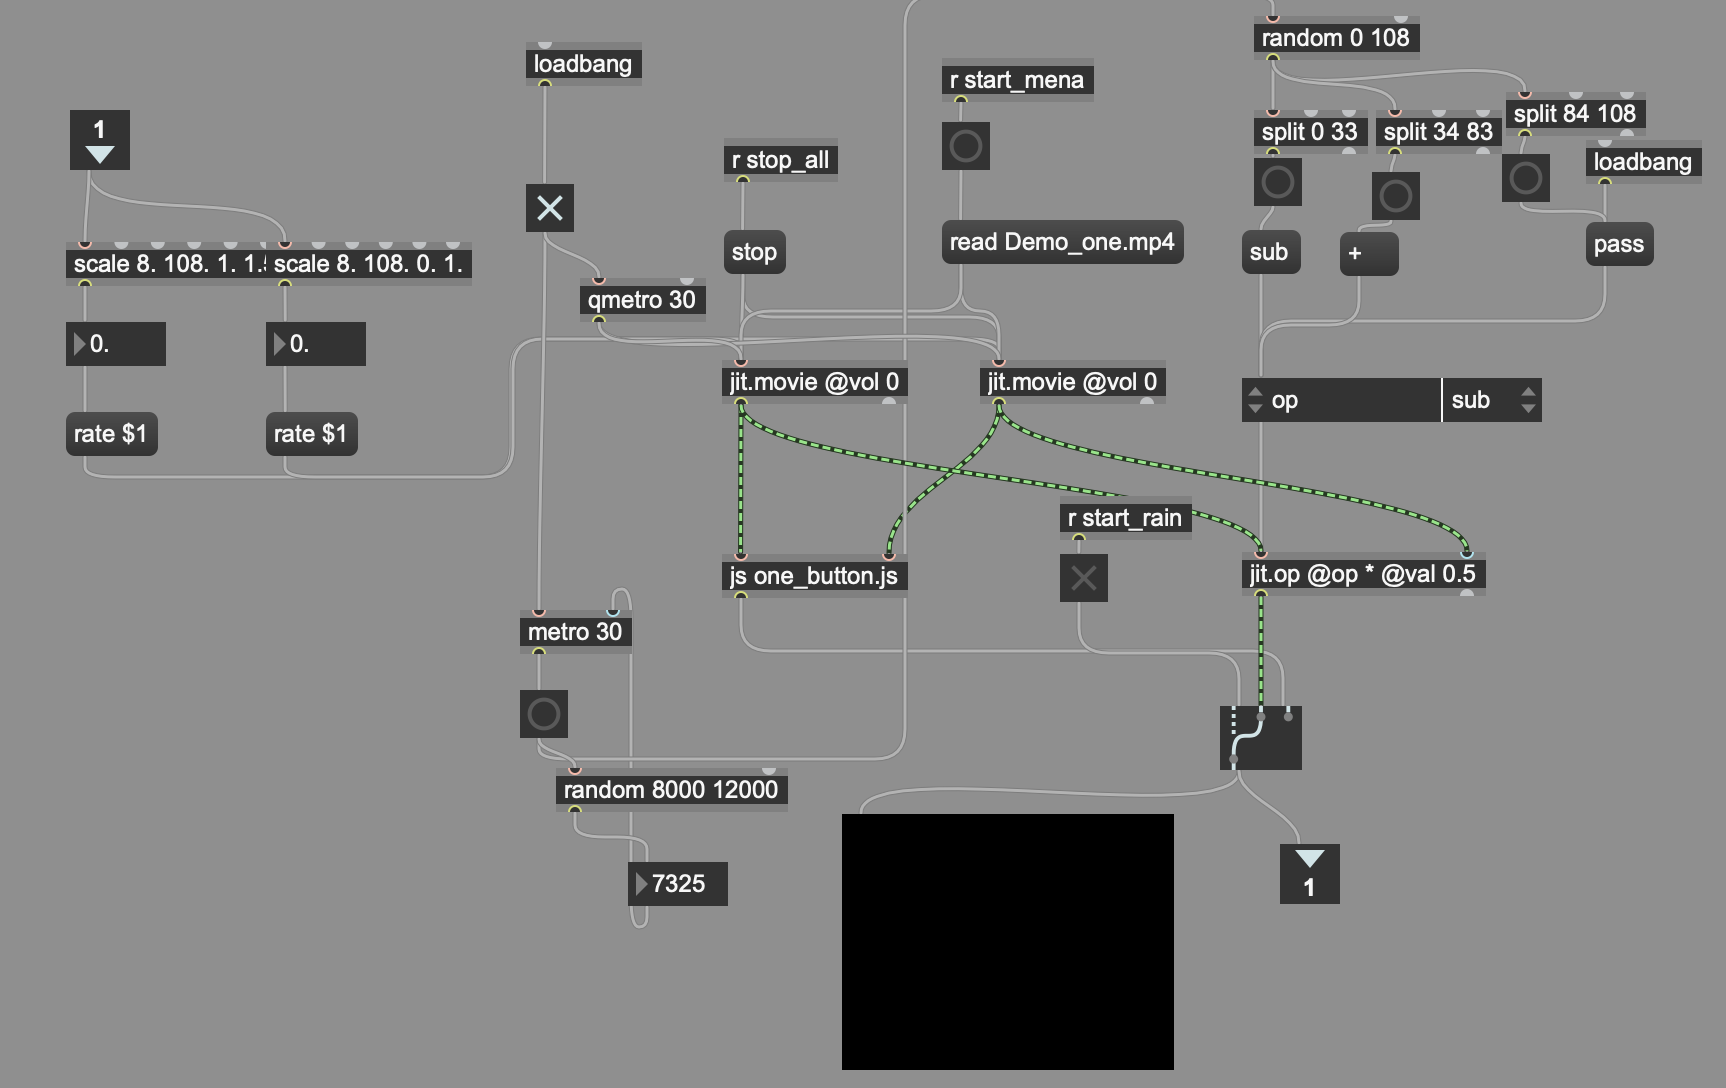 random 0 108
loadbang
r start_mena
split 84 108
1
split 0 33
split 34 83
r stop_all
loadbang
stop
read Demo_one.mp4
sub
+
pass
scale 8. 108. 1. 1.
scale 8. 108. 0. 1.
qmetro 30
0.
0.
jit.movie @vol 0
jit.movie @vol 0
op
sub
rate $1
rate $1
r start_rain
js one_button.js
jit.op @op * @val 0.5
metro 30
random 8000 12000
7325
1